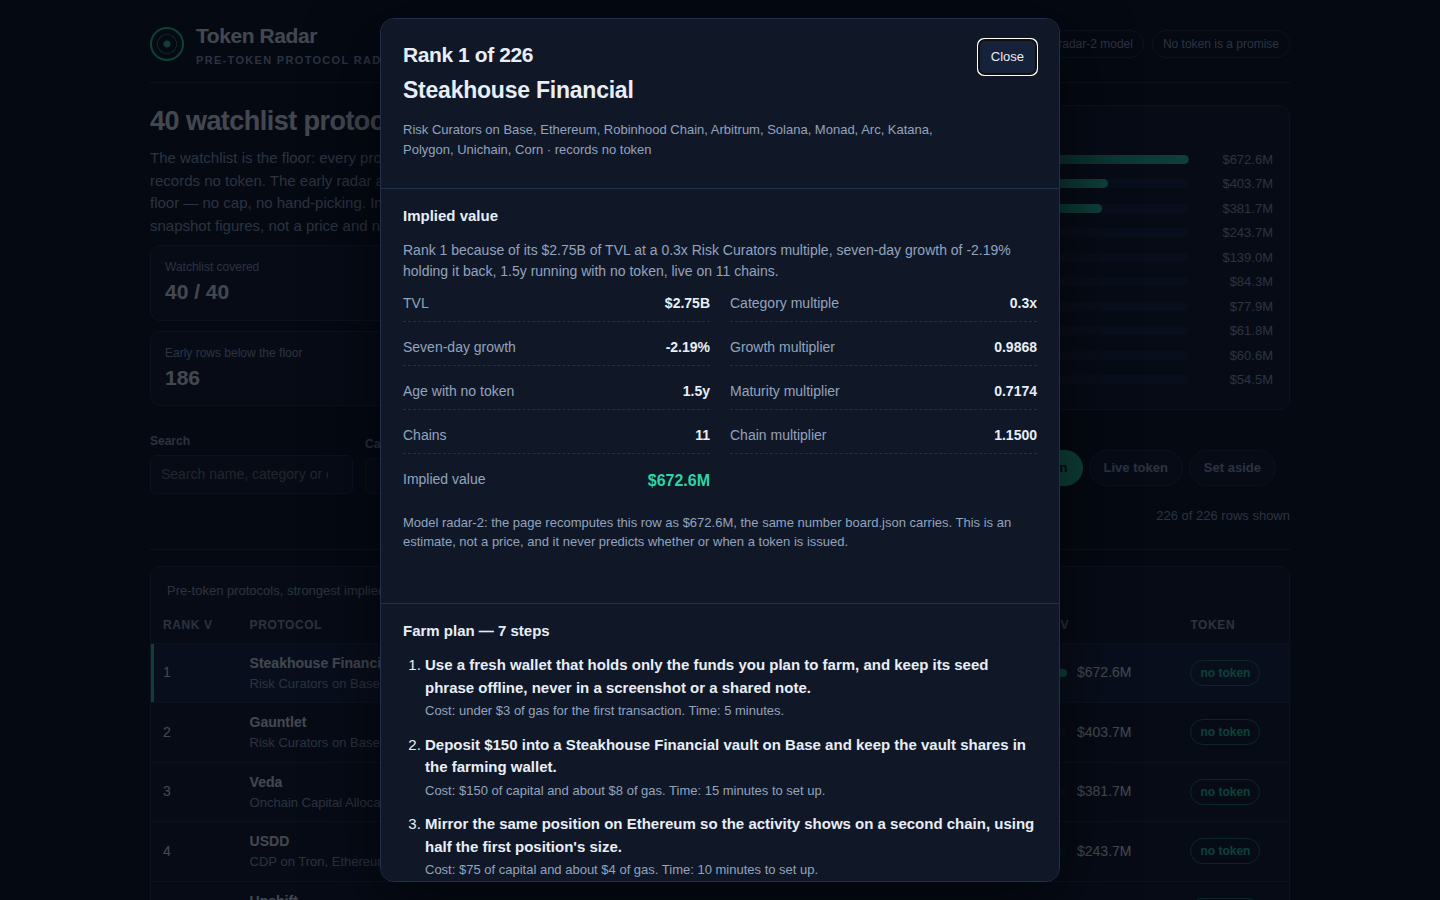 Token Radar
PRE-TOKEN PROTOCOL RAD
radar-2 model
No token is a promise
40 watchlist protoc
The watchlist is the floor: every pro
records no token. The early radar a
floor — no cap, no hand-picking. In
snapshot figures, not a price and n
Watchlist covered
40 / 40
Early rows below the floor
186
$672.6M
$403.7M
$381.7M
$243.7M
$139.0M
$84.3M
$77.9M
$61.8M
$60.6M
$54.5M
Search
Ca
Search name, category or
Live token
Set aside
226 of 226 rows shown
Pre-token protocols, strongest implied
RANK V
PROTOCOL
V
TOKEN
1
Steakhouse Financi
Risk Curators on Base
$672.6M
no token
2
Gauntlet
Risk Curators on Base
$403.7M
no token
3
Veda
Onchain Capital Alloca
$381.7M
no token
4
USDD
CDP on Tron, Ethereum
$243.7M
no token
Upshift
Rank 1 of 226
Close
Steakhouse Financial
Risk Curators on Base, Ethereum, Robinhood Chain, Arbitrum, Solana, Monad, Arc, Katana,
Polygon, Unichain, Corn · records no token
Implied value
Rank 1 because of its $2.75B of TVL at a 0.3x Risk Curators multiple, seven-day growth of -2.19%
holding it back, 1.5y running with no token, live on 11 chains.
TVL $2.75B
Category multiple 0.3x
Seven-day growth -2.19%
Growth multiplier 0.9868
Age with no token 1.5y
Maturity multiplier 0.7174
Chains 11
Chain multiplier 1.1500
Implied value $672.6M
Model radar-2: the page recomputes this row as $672.6M, the same number board.json carries. This is an
estimate, not a price, and it never predicts whether or when a token is issued.
Farm plan — 7 steps
1. Use a fresh wallet that holds only the funds you plan to farm, and keep its seed
phrase offline, never in a screenshot or a shared note.
Cost: under $3 of gas for the first transaction. Time: 5 minutes.
2. Deposit $150 into a Steakhouse Financial vault on Base and keep the vault shares in
the farming wallet.
Cost: $150 of capital and about $8 of gas. Time: 15 minutes to set up.
3. Mirror the same position on Ethereum so the activity shows on a second chain, using
half the first position's size.
Cost: $75 of capital and about $4 of gas. Time: 10 minutes to set up.